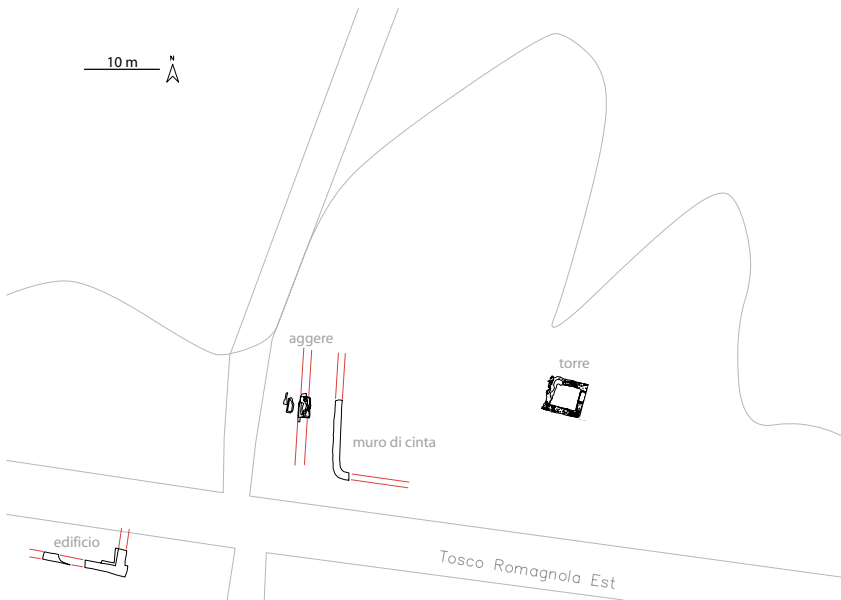 10 m
N
aggere
torre
muro di cinta
edificio
Tosco Romagnola Est